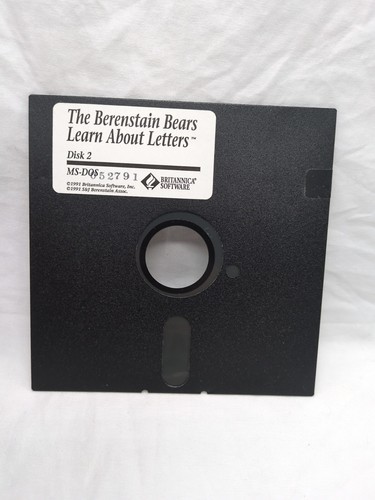 The Berenstain Bears
Learn About Letters™
Disk 2
MS-DOS 052791
©1991 Britannica Software, Inc.
©1991 S&J Berenstain Assoc.
BRITANNICA®
SOFTWARE